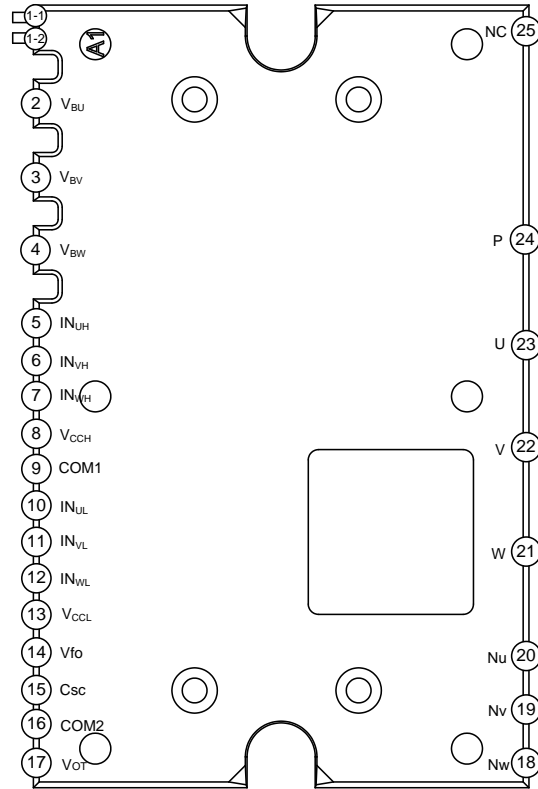 1-1
1-2
A1
25 NC
2 VBU
3 VBV
4 VBW
P 24
5 INUH
U 23
6 INVH
7 INWH
8 VCCH
V 22
9 COM1
10 INUL
11 INVL
W 21
12 INWL
13 VCCL
14 Vfo
Nu 20
15 Csc
Nv 19
16 COM2
17 VOT
Nw 18